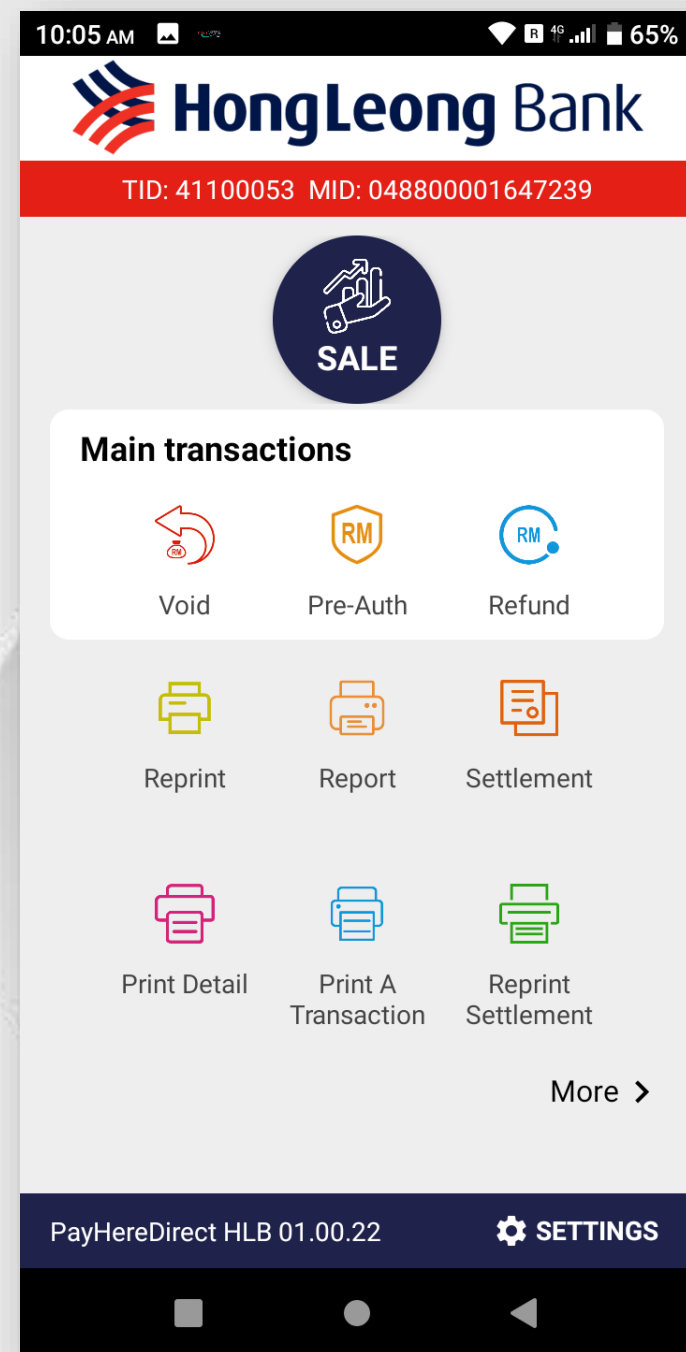 10:05 AM R 4G 65%
HongLeong Bank
TID: 41100053 MID: 048800001647239
SALE
Main transactions
RM RM RM
Void Pre-Auth Refund
Reprint Report Settlement
Print Detail Print A Reprint
Transaction Settlement
More
PayHereDirect HLB 01.00.22 SETTINGS